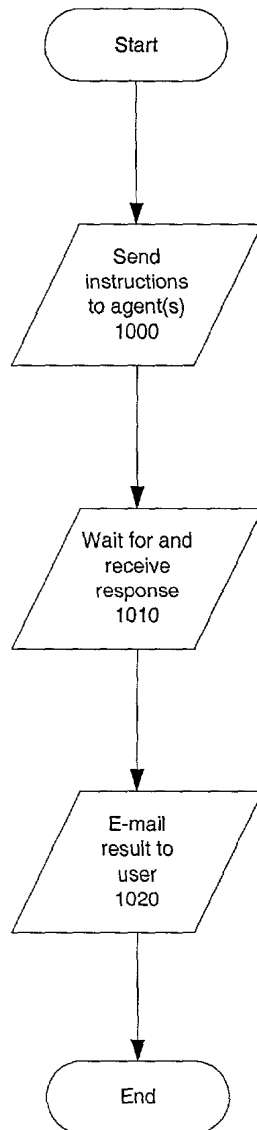 Start
Send
instructions
to agent(s)
1000
Wait for and
receive
response
1010
E-mail
result to
user
1020
End